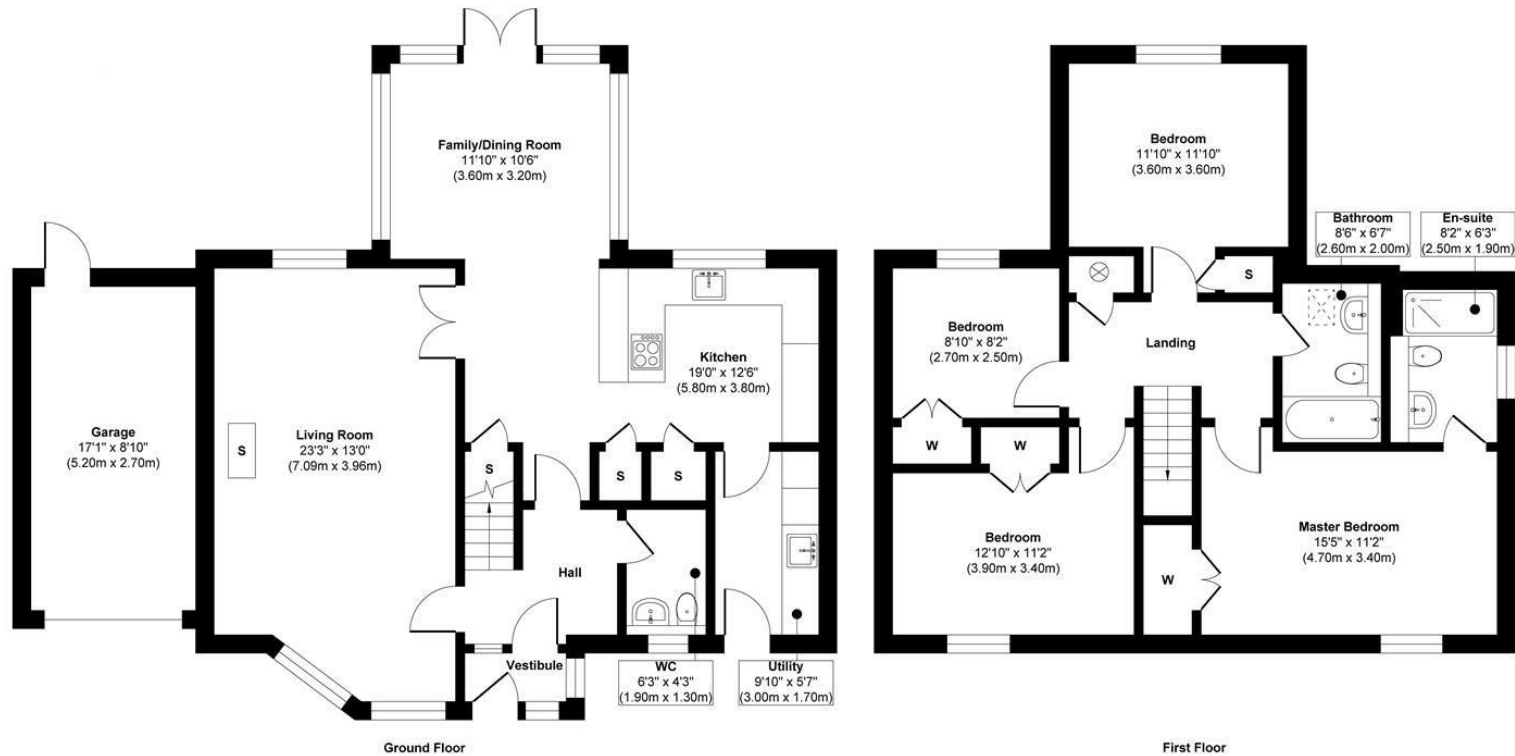 Family/Dining Room
11'10" x 10'6"
(3.60m x 3.20m)
Kitchen
19'0" x 12'6"
(5.80m x 3.80m)
Garage
17'1" x 8'10"
(5.20m x 2.70m)
S
Living Room
23'3" x 13'0"
(7.09m x 3.96m)
S
S
S
Hall
Vestibule
WC
6'3" x 4'3"
(1.90m x 1.30m)
Utility
9'10" x 5'7"
(3.00m x 1.70m)
Ground Floor
Bedroom
11'10" x 11'10"
(3.60m x 3.60m)
Bathroom
8'6" x 6'7"
(2.60m x 2.00m)
En-suite
8'2" x 6'3"
(2.50m x 1.90m)
S
Bedroom
8'10" x 8'2"
(2.70m x 2.50m)
Landing
W
W
Bedroom
12'10" x 11'2"
(3.90m x 3.40m)
W
Master Bedroom
15'5" x 11'2"
(4.70m x 3.40m)
First Floor